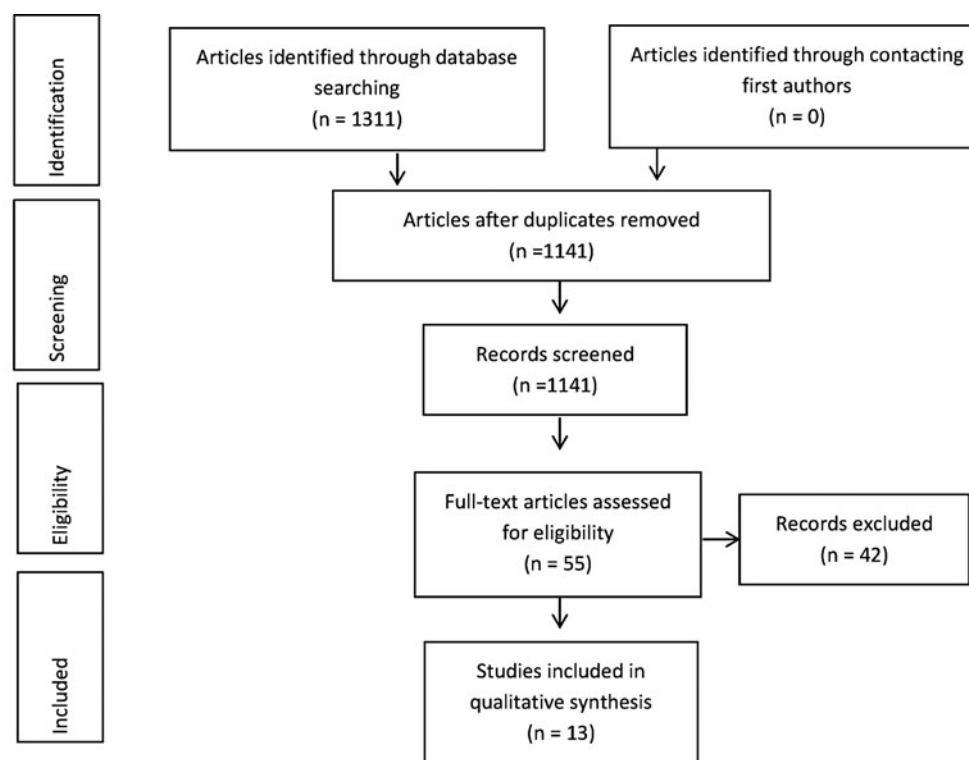 Identification
Articles identified through database
searching
(n = 1311)
Articles identified through contacting
first authors
(n = 0)
Screening
Articles after duplicates removed
(n =1141)
Records screened
(n =1141)
Eligibility
Full-text articles assessed
for eligibility
(n = 55)
Records excluded
(n = 42)
Included
Studies included in
qualitative synthesis
(n = 13)